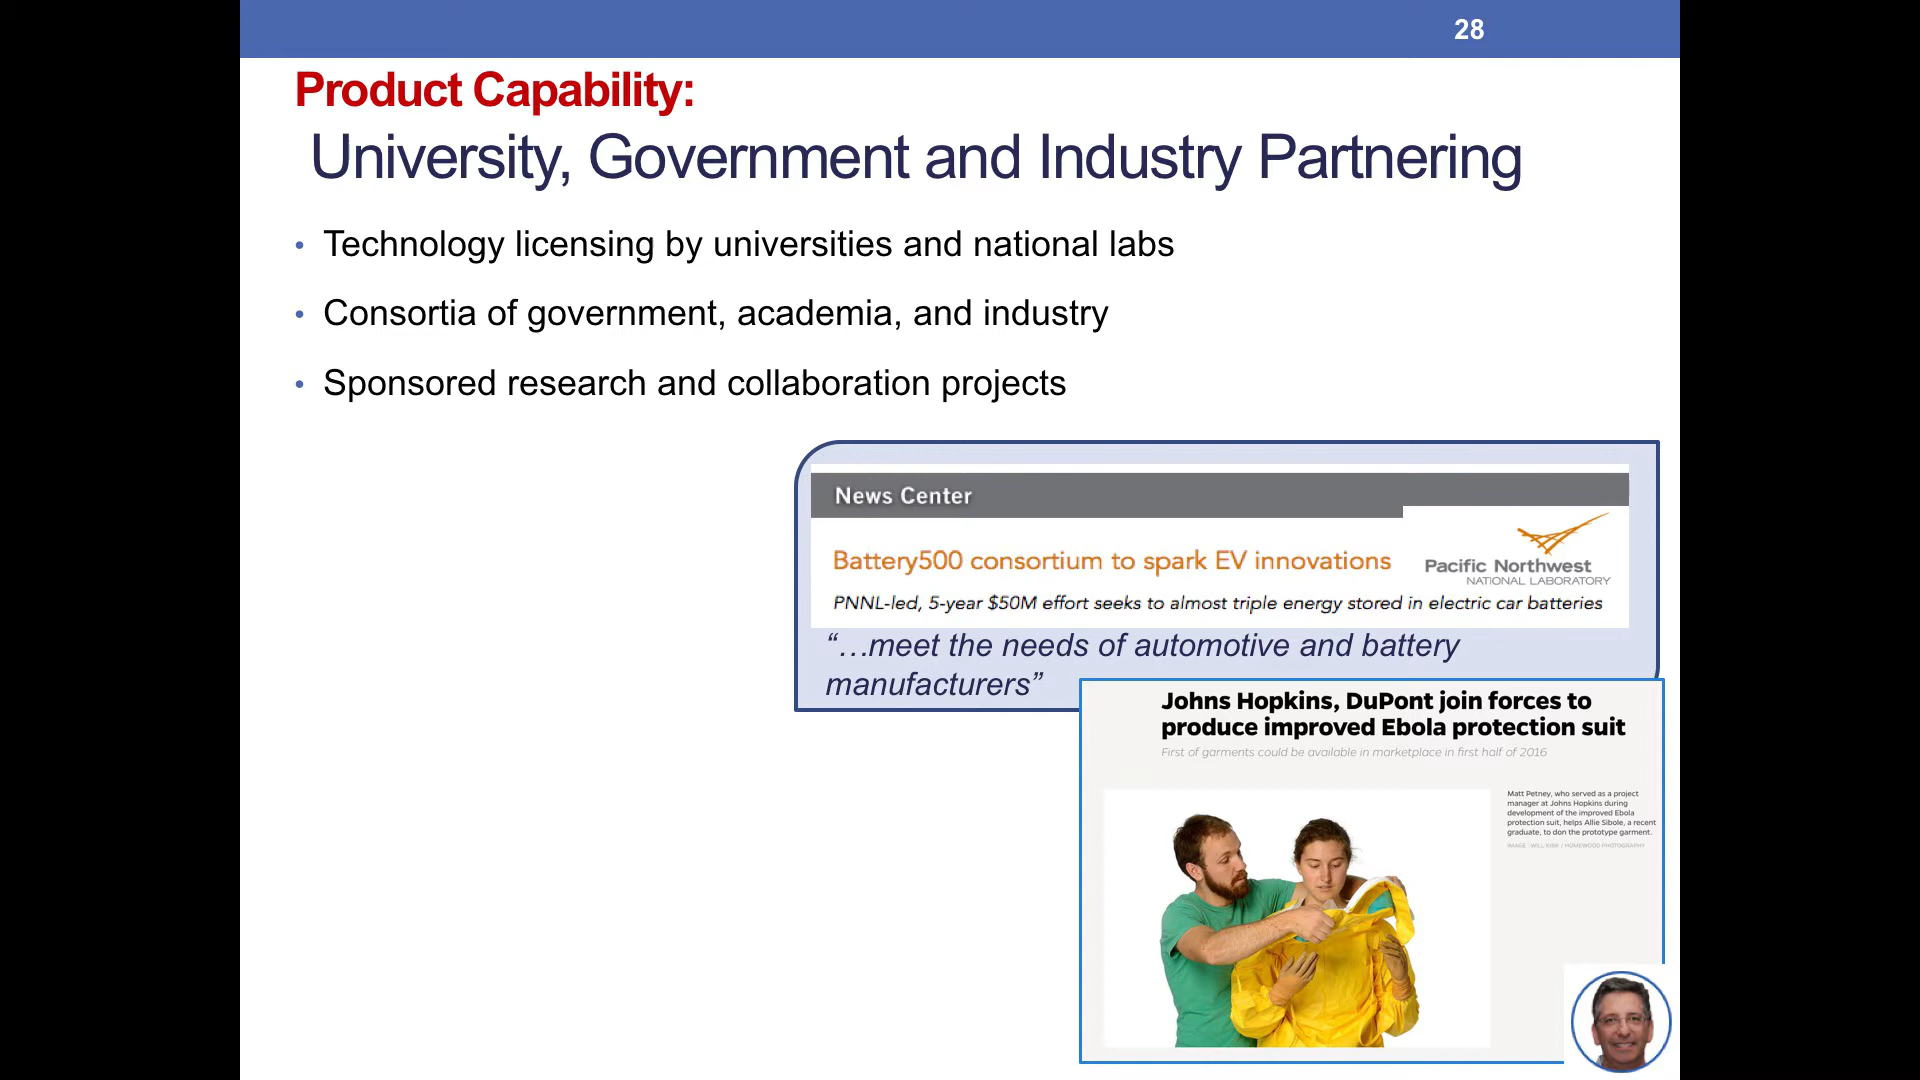 28
Product Capability:
University, Government and Industry Partnering
• Technology licensing by universities and national labs
• Consortia of government, academia, and industry
• Sponsored research and collaboration projects
News Center
Battery500 consortium to spark EV innovations
Pacific Northwest
NATIONAL LABORATORY
PNNL-led, 5-year $50M effort seeks to almost triple energy stored in electric car batteries
“…meet the needs of automotive and battery
manufacturers”
Johns Hopkins, DuPont join forces to
produce improved Ebola protection suit
First of garments could be available in marketplace in first half of 2016
Matt Petney, who served as a project
manager at Johns Hopkins during
development of the improved Ebola
protection suit, helps Allie Sibole, a recent
graduate, to don the prototype garment.
IMAGE : WILL KIRK / HOMEWOOD PHOTOGRAPHY